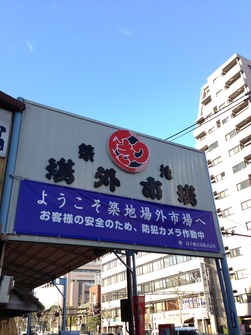 築地
場外市場
ようこそ築地場外市場へ
お客様の安全のため、防犯カメラ作動中